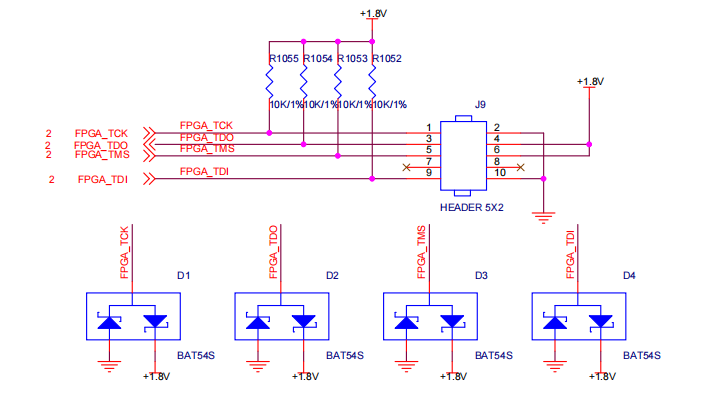 +1.8V
R1055 R1054 R1053 R1052
+1.8V
J9
10K/1% 10K/1% 10K/1% 10K/1%
2 FPGA_TCK FPGA_TCK 1 2
2 FPGA_TDO FPGA_TDO 3 4
2 FPGA_TMS FPGA_TMS 5 6
7 8
2 FPGA_TDI FPGA_TDI 9 10
HEADER 5X2
FPGA_TCK FPGA_TDO FPGA_TMS FPGA_TDI
D1 D2 D3 D4
BAT54S BAT54S BAT54S BAT54S
+1.8V +1.8V +1.8V +1.8V